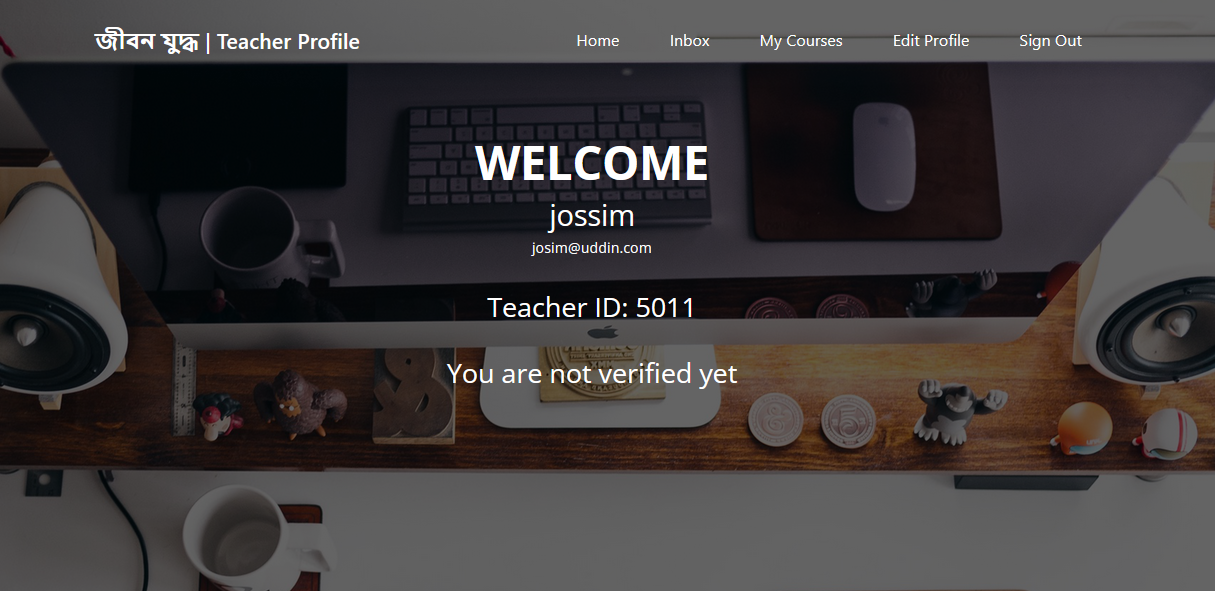 জীবন যুদ্ধ | Teacher Profile
Home Inbox My Courses Edit Profile Sign Out
WELCOME
jossim
josim@uddin.com
Teacher ID: 5011
You are not verified yet